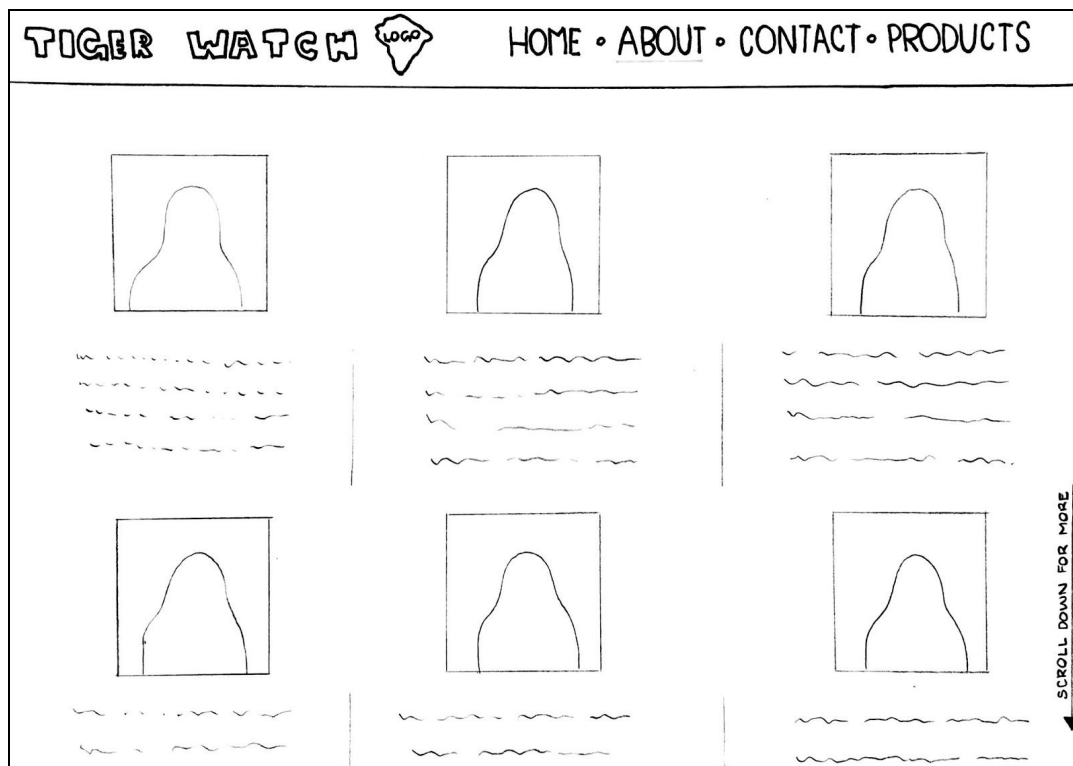 TIGER WATCH LOGO HOME • ABOUT • CONTACT • PRODUCTS
SCROLL DOWN FOR MORE